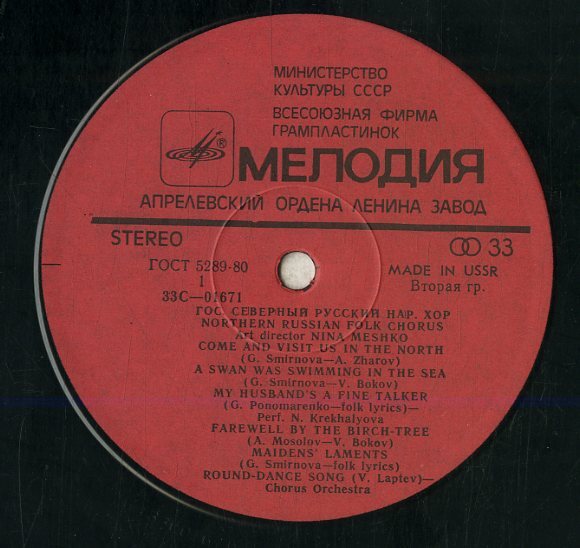 МИНИСТЕРСТВО
КУЛЬТУРЫ СССР
ВСЕСОЮЗНАЯ ФИРМА
ГРАМПЛАСТИНОК
®
МЕЛОДИЯ
АПРЕЛЕВСКИЙ ОРДЕНА ЛЕНИНА ЗАВОД
STEREO
33
ГОСТ 5289-80
MADE IN USSR
1
Вторая гр.
33С—01671
ГОС. СЕВЕРНЫЙ РУССКИЙ НАР. ХОР
NORTHERN RUSSIAN FOLK CHORUS
Art director NINA MESHKO
COME AND VISIT US IN THE NORTH
(G. Smirnova—A. Zharov)
A SWAN WAS SWIMMING IN THE SEA
(G. Smirnova—V. Bokov)
MY HUSBAND'S A FINE TALKER
(G. Ponomarenko—folk lyrics)—
Perf. N. Krekhalyova
FAREWELL BY THE BIRCH-TREE
(A. Mosolov—V. Bokov)
MAIDENS' LAMENTS
(G. Smirnova—folk lyrics)
ROUND-DANCE SONG (V. Laptev)—
Chorus Orchestra